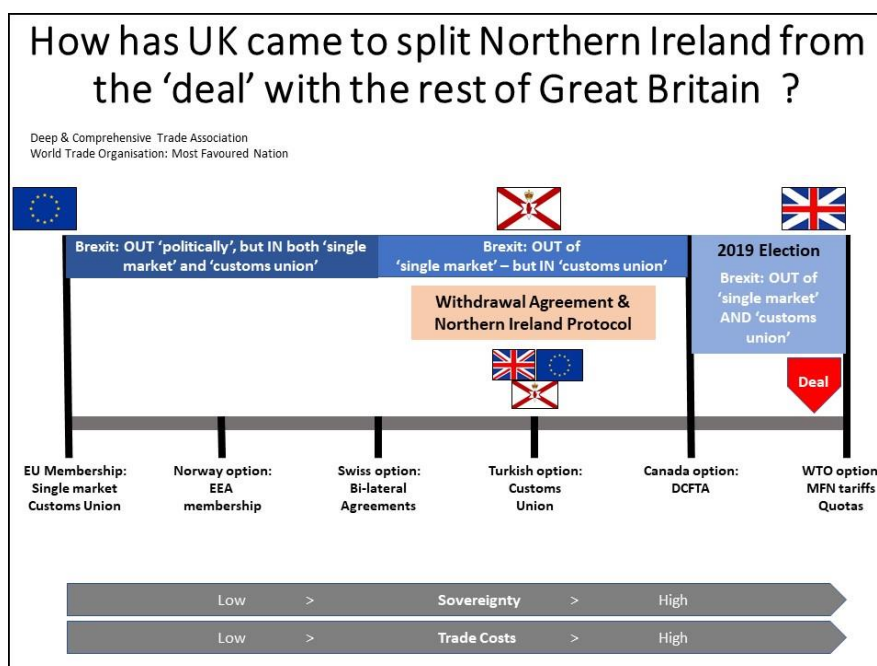 How has UK came to split Northern Ireland from
the ‘deal’ with the rest of Great Britain ?
Deep & Comprehensive Trade Association
World Trade Organisation: Most Favoured Nation
Brexit: OUT ‘politically’, but IN both ‘single
market’ and ‘customs union’
Brexit: OUT of
‘single market’ – but IN ‘customs union’
2019 Election
Brexit: OUT of
‘single market’
AND ‘customs
union’
Withdrawal Agreement &
Northern Ireland Protocol
Deal
EU Membership:
Single market
Customs Union
Norway option:
EEA
membership
Swiss option:
Bi-lateral
Agreements
Turkish option:
Customs
Union
Canada option:
DCFTA
WTO option
MFN tariffs
Quotas
Low > Sovereignty > High
Low > Trade Costs > High